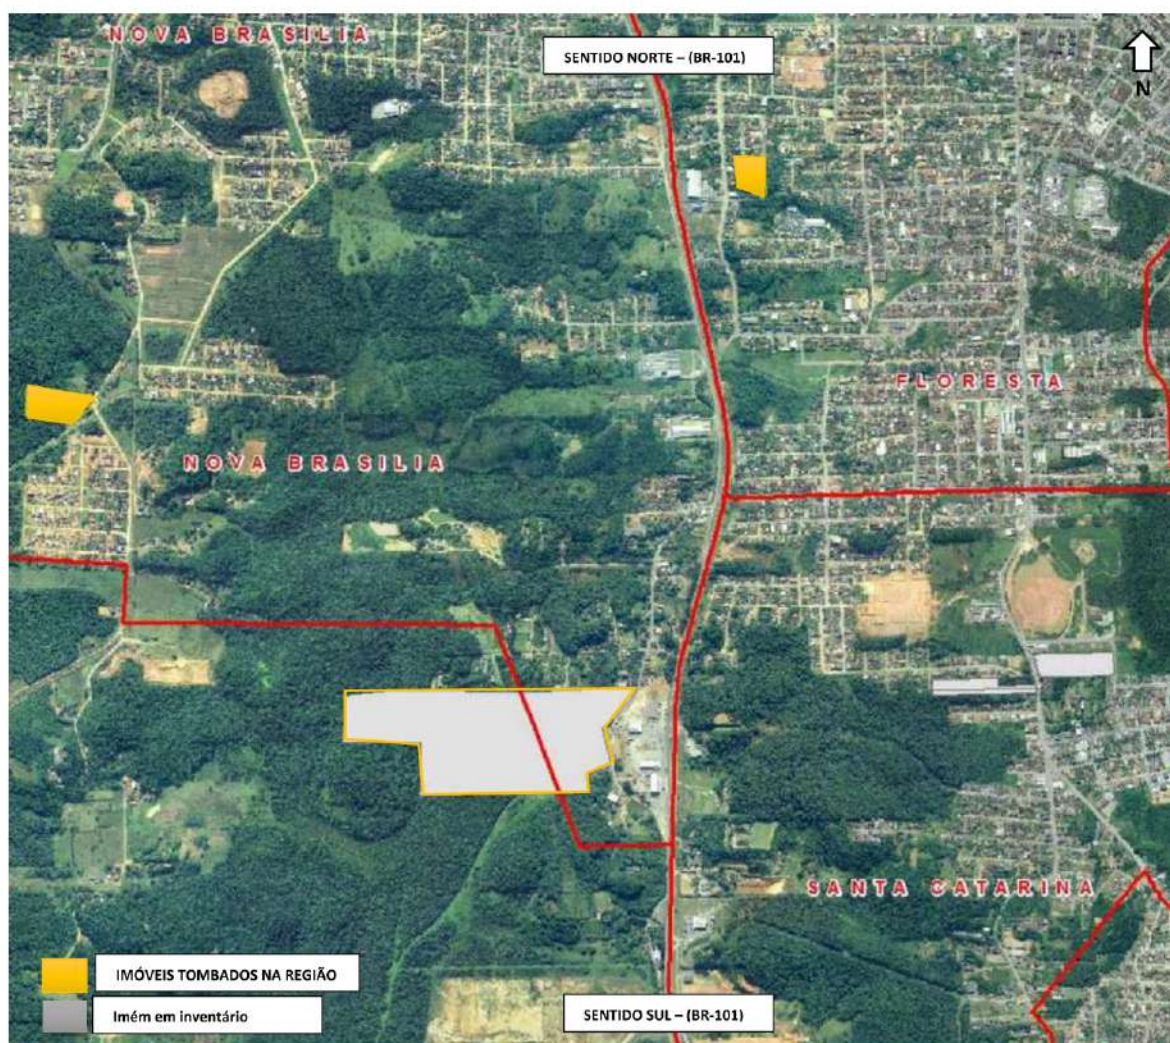 NOVA BRASILIA
SENTIDO NORTE – (BR-101)
N
FLORESTA
NOVA BRASILIA
SANTA CATARINA
IMÓVEIS TOMBADOS NA REGIÃO
Imém em inventário
SENTIDO SUL – (BR-101)